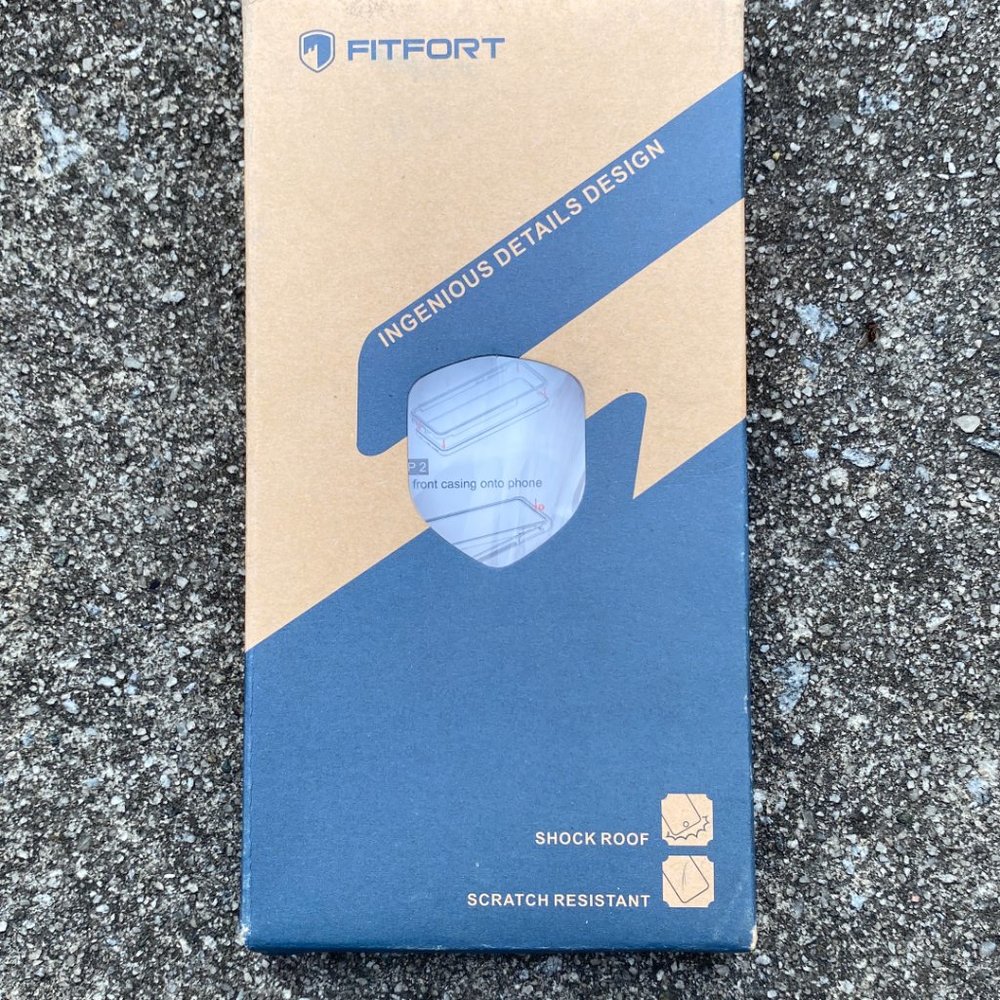 FITFORT
INGENIOUS DETAILS DESIGN
P 2
front casing onto phone
SHOCK ROOF
SCRATCH RESISTANT